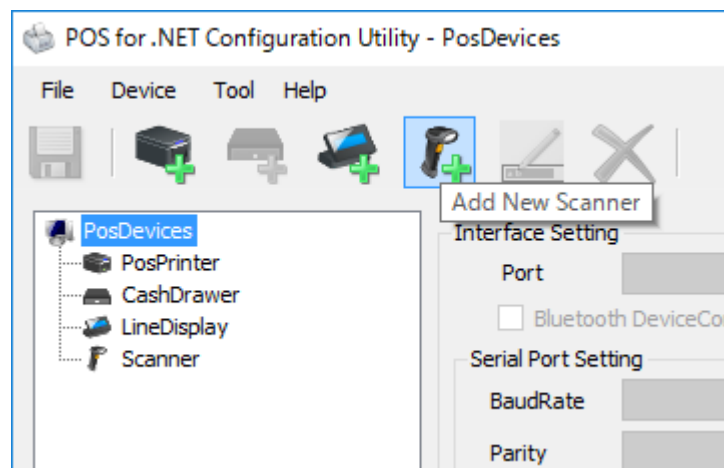 POS for .NET Configuration Utility - PosDevices
File Device Tool Help
Add New Scanner
PosDevices
PosPrinter
CashDrawer
LineDisplay
Scanner
Interface Setting
Port
Bluetooth DeviceCo
Serial Port Setting
BaudRate
Parity